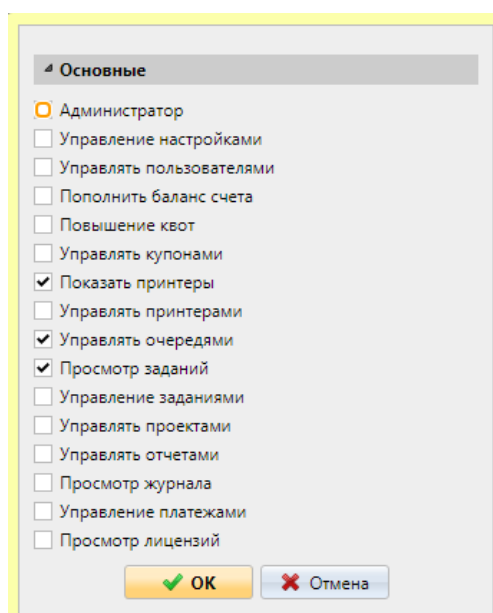 Основные
Администратор
Управление настройками
Управлять пользователями
Пополнить баланс счета
Повышение квот
Управлять купонами
Показать принтеры
Управлять принтерами
Управлять очередями
Просмотр заданий
Управление заданиями
Управлять проектами
Управлять отчетами
Просмотр журнала
Управление платежами
Просмотр лицензий
OK Отмена